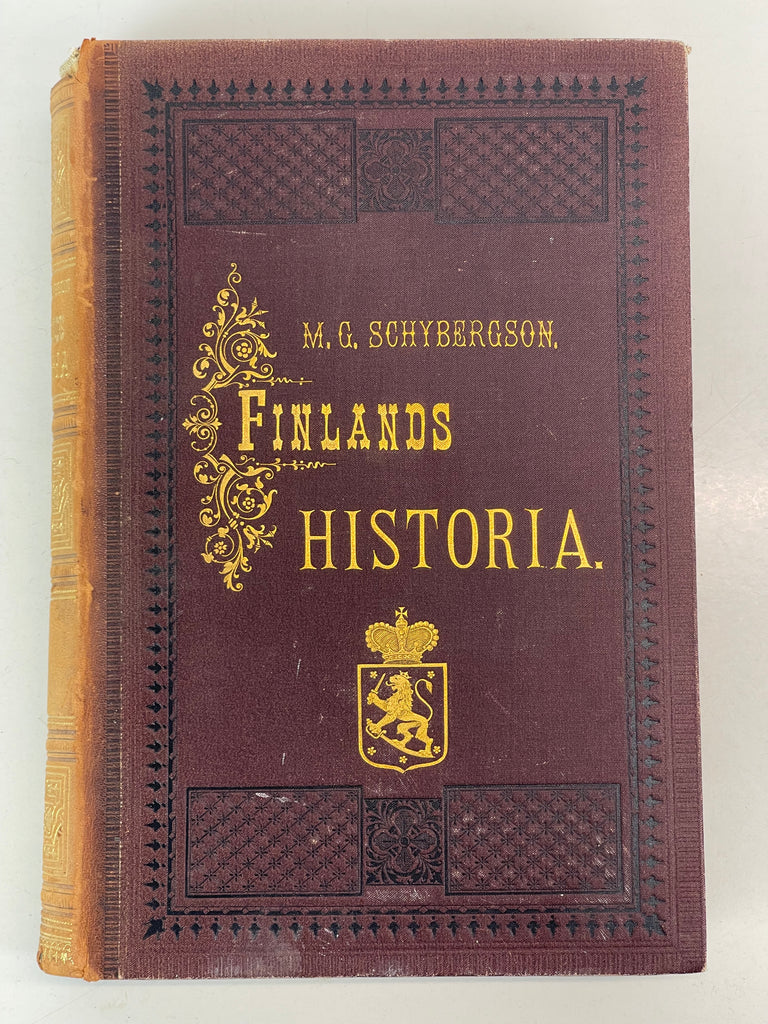 M. G. SCHYBERGSON.
FINLANDS
HISTORIA.